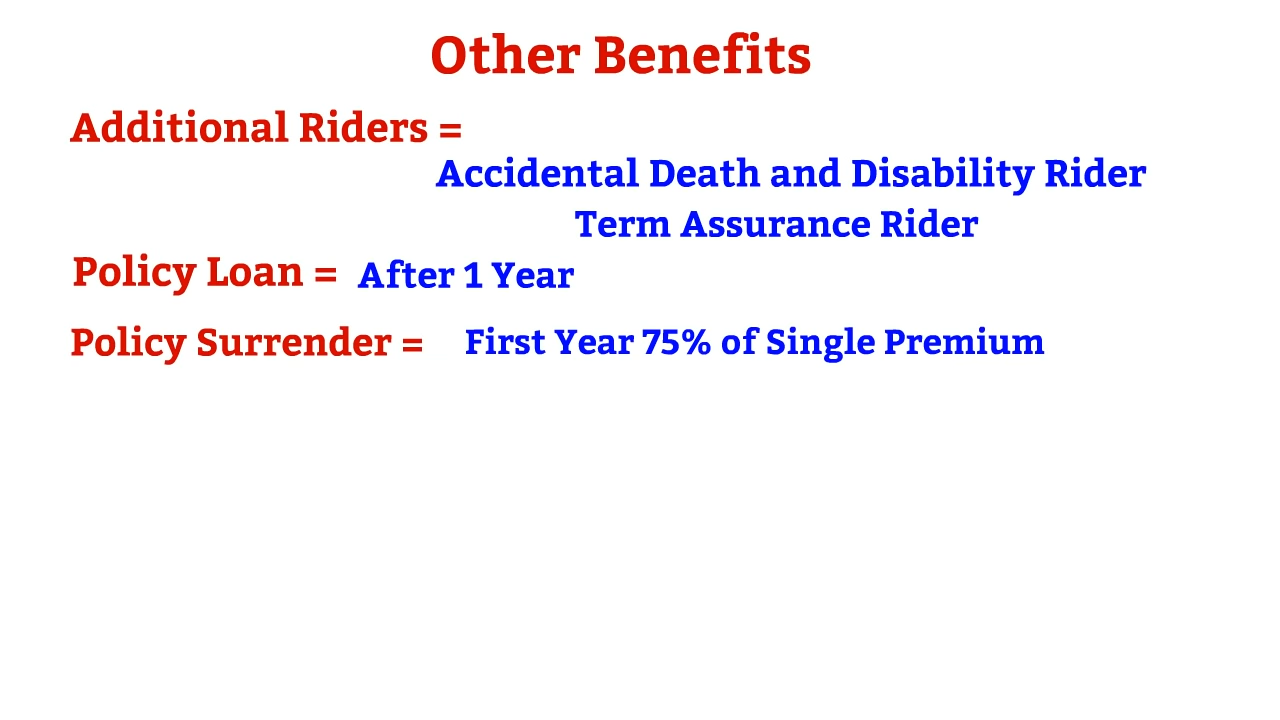 Other Benefits
Additional Riders =
Accidental Death and Disability Rider
Term Assurance Rider
Policy Loan = After 1 Year
Policy Surrender = First Year 75% of Single Premium